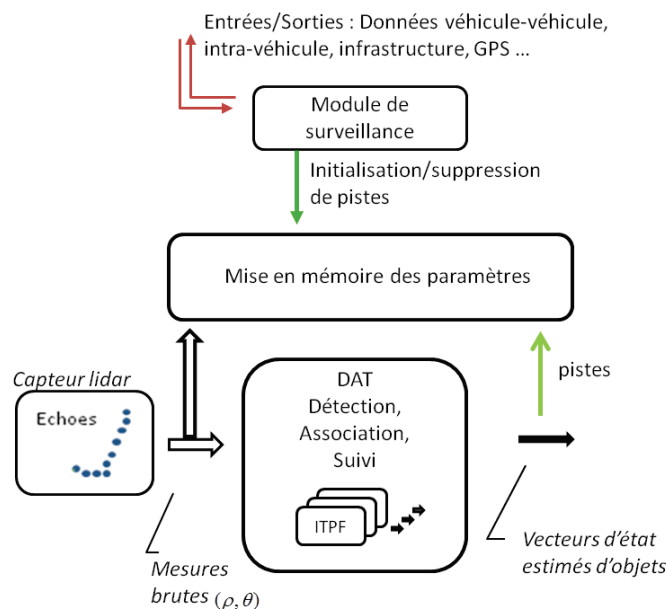 Entrées/Sorties : Données véhicule-véhicule,
intra-véhicule, infrastructure, GPS ...
Module de
surveillance
Initialisation/suppression
de pistes
Mise en mémoire des paramètres
Capteur lidar
Echoes
DAT
Détection,
Association,
Suivi
ITPF
pistes
Mesures
brutes (ρ,θ)
Vecteurs d’état
estimés d’objets